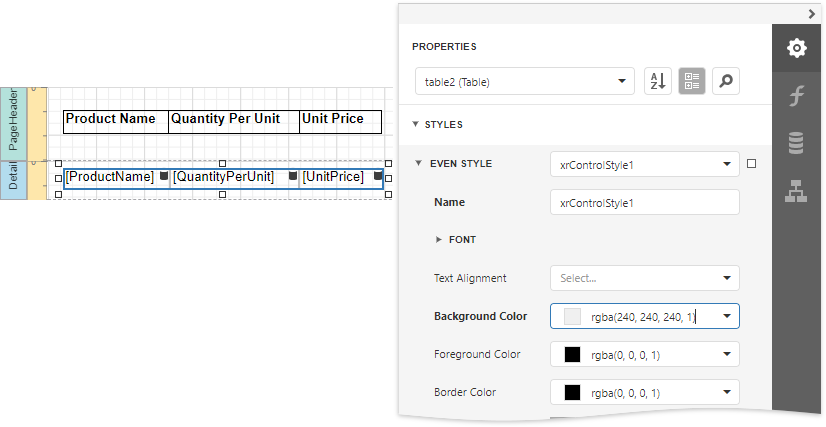 PageHeader
Product Name Quantity Per Unit Unit Price
Detail
[ProductName] [QuantityPerUnit] [UnitPrice]
PROPERTIES
table2 (Table)
A
Z
STYLES
EVEN STYLE xrControlStyle1
Name xrControlStyle1
FONT
Text Alignment Select...
Background Color rgba(240, 240, 240, 1)
Foreground Color rgba(0, 0, 0, 1)
Border Color rgba(0, 0, 0, 1)